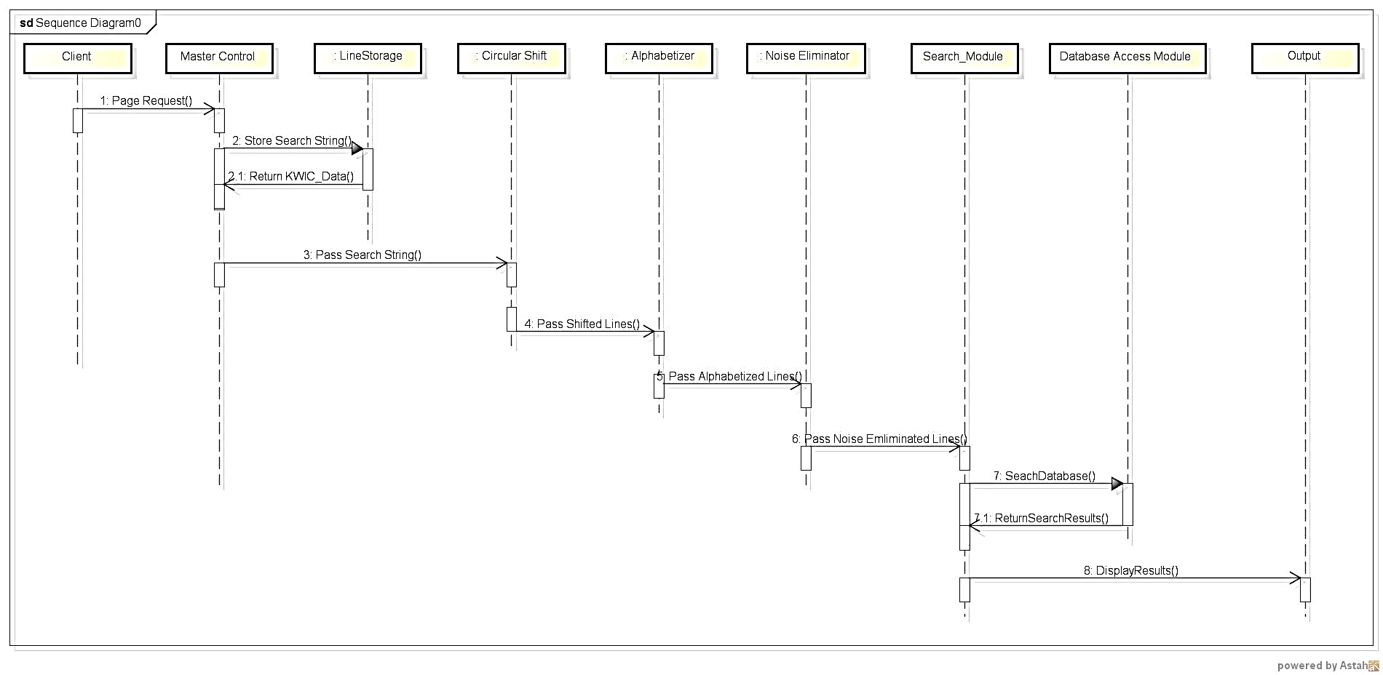 sd Sequence Diagram0
Client
Master Control
: LineStorage
: Circular Shift
: Alphabetizer
: Noise Eliminator
Search_Module
Database Access Module
Output
1: Page Request()
2: Store Search String()
2.1: Return KWIC_Data()
3: Pass Search String()
4: Pass Shifted Lines()
5: Pass Alphabetized Lines()
6: Pass Noise Emliminated Lines()
7: SeachDatabase()
7.1: ReturnSearchResults()
8: DisplayResults()
powered by Astah